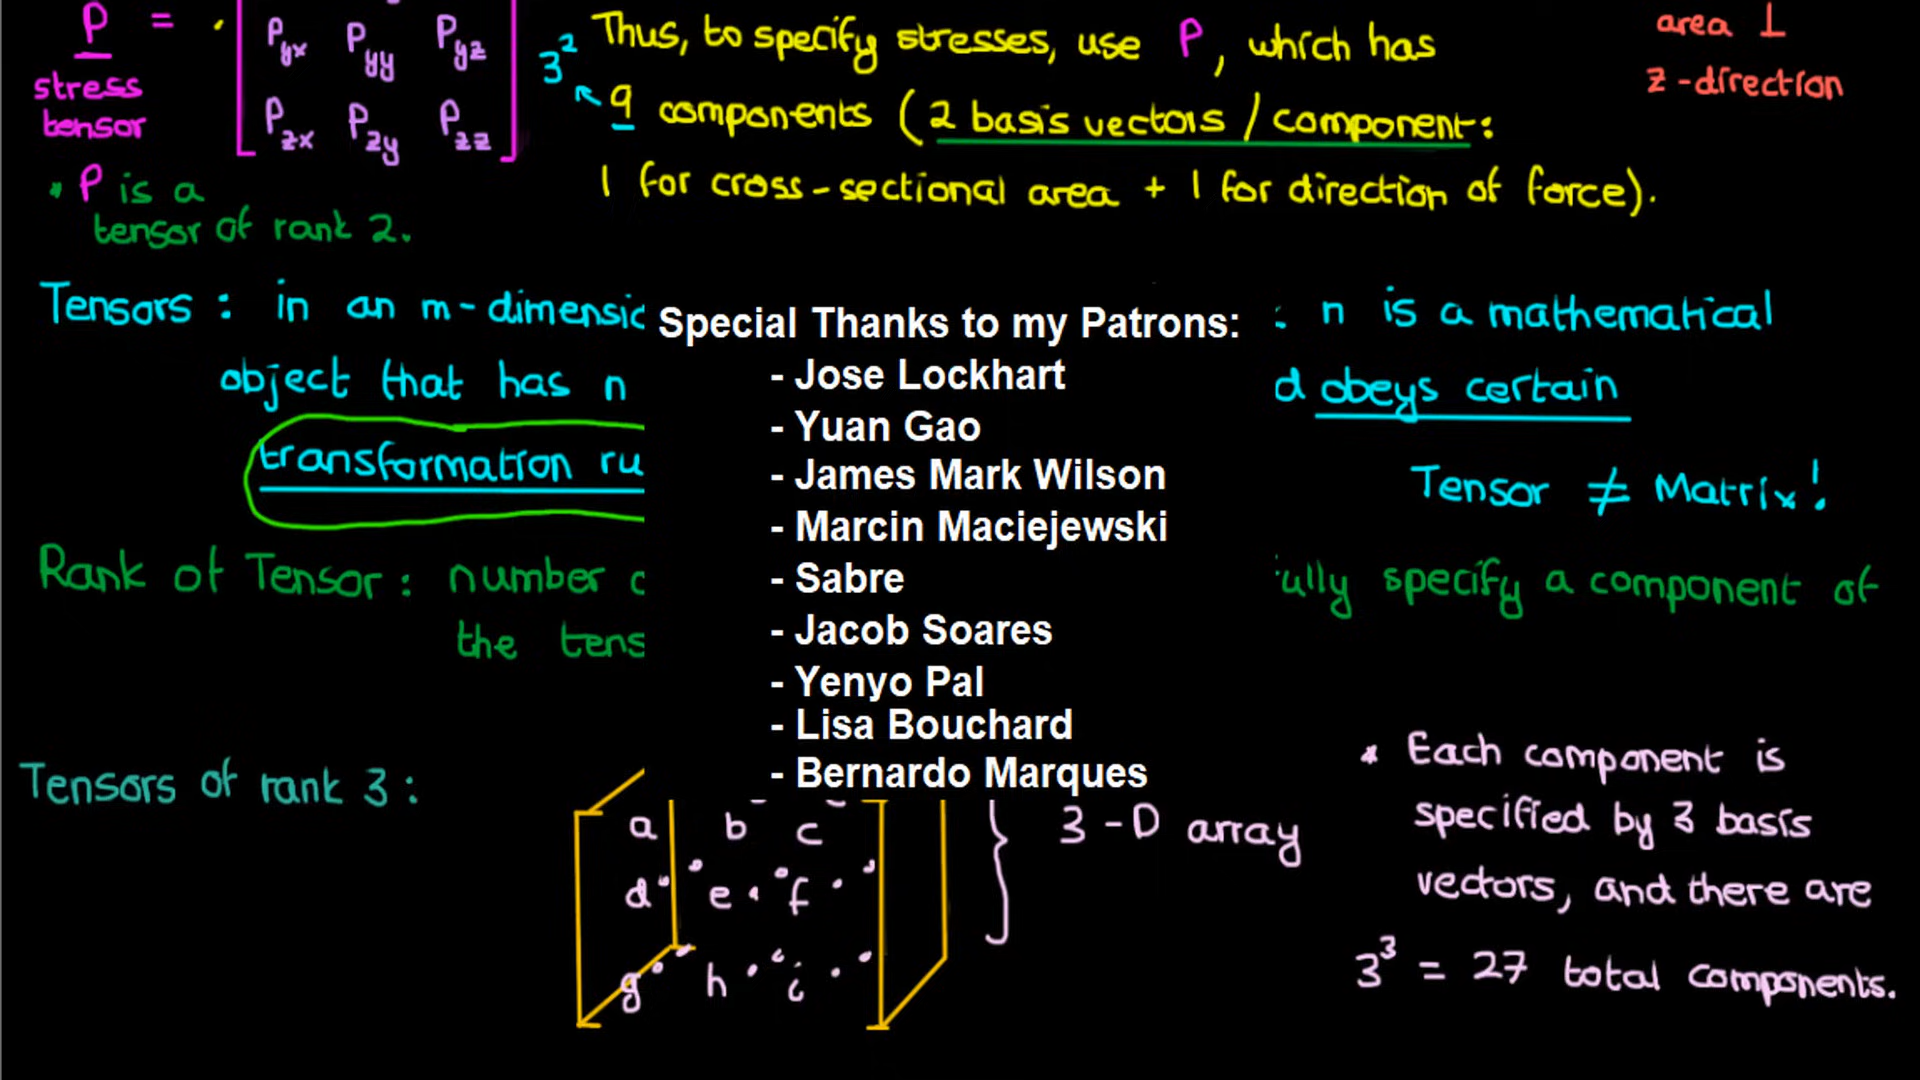 P = Pyx Pyy Pyz
stress
tensor
Pzx Pzy Pzz
* P is a
tensor of rank 2.
3² Thus, to specify stresses, use P, which has
9 components (2 basis vectors / component:
1 for cross-sectional area + 1 for direction of force).
area ⊥
z-direction
Tensors : in an m-dimensio
n is a mathematical
object that has n
obeys certain
transformation ru
Tensor ≠ Matrix!
Rank of Tensor : number
ully specify a component of
the tens
Special Thanks to my Patrons:
- Jose Lockhart
- Yuan Gao
- James Mark Wilson
- Marcin Maciejewski
- Sabre
- Jacob Soares
- Yenyo Pal
- Lisa Bouchard
- Bernardo Marques
Tensors of rank 3 :
a b c
d e f
g h i
3-D array
* Each component is
specified by 3 basis
vectors, and there are
3³ = 27 total components.